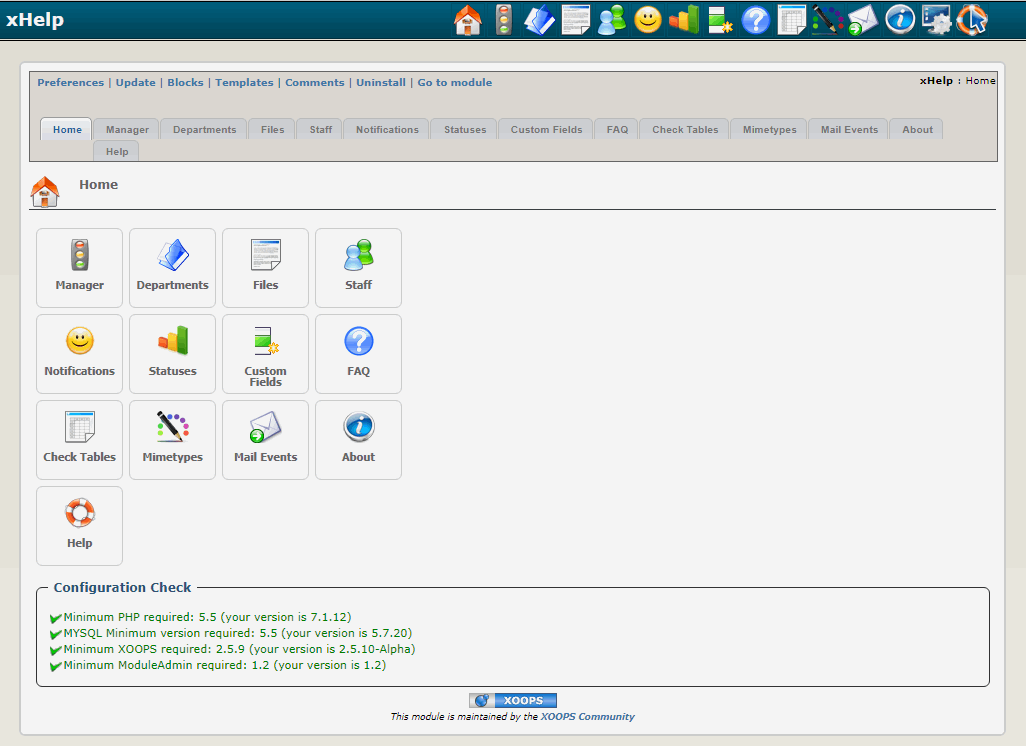 xHelp
Preferences | Update | Blocks | Templates | Comments | Uninstall | Go to module
xHelp : Home
Home Manager Departments Files Staff Notifications Statuses Custom Fields FAQ Check Tables Mimetypes Mail Events About
Help
Home
Manager Departments Files Staff
Notifications Statuses Custom Fields FAQ
Check Tables Mimetypes Mail Events About
Help
Configuration Check
Minimum PHP required: 5.5 (your version is 7.1.12)
MYSQL Minimum version required: 5.5 (your version is 5.7.20)
Minimum XOOPS required: 2.5.9 (your version is 2.5.10-Alpha)
Minimum ModuleAdmin required: 1.2 (your version is 1.2)
XOOPS
This module is maintained by the XOOPS Community